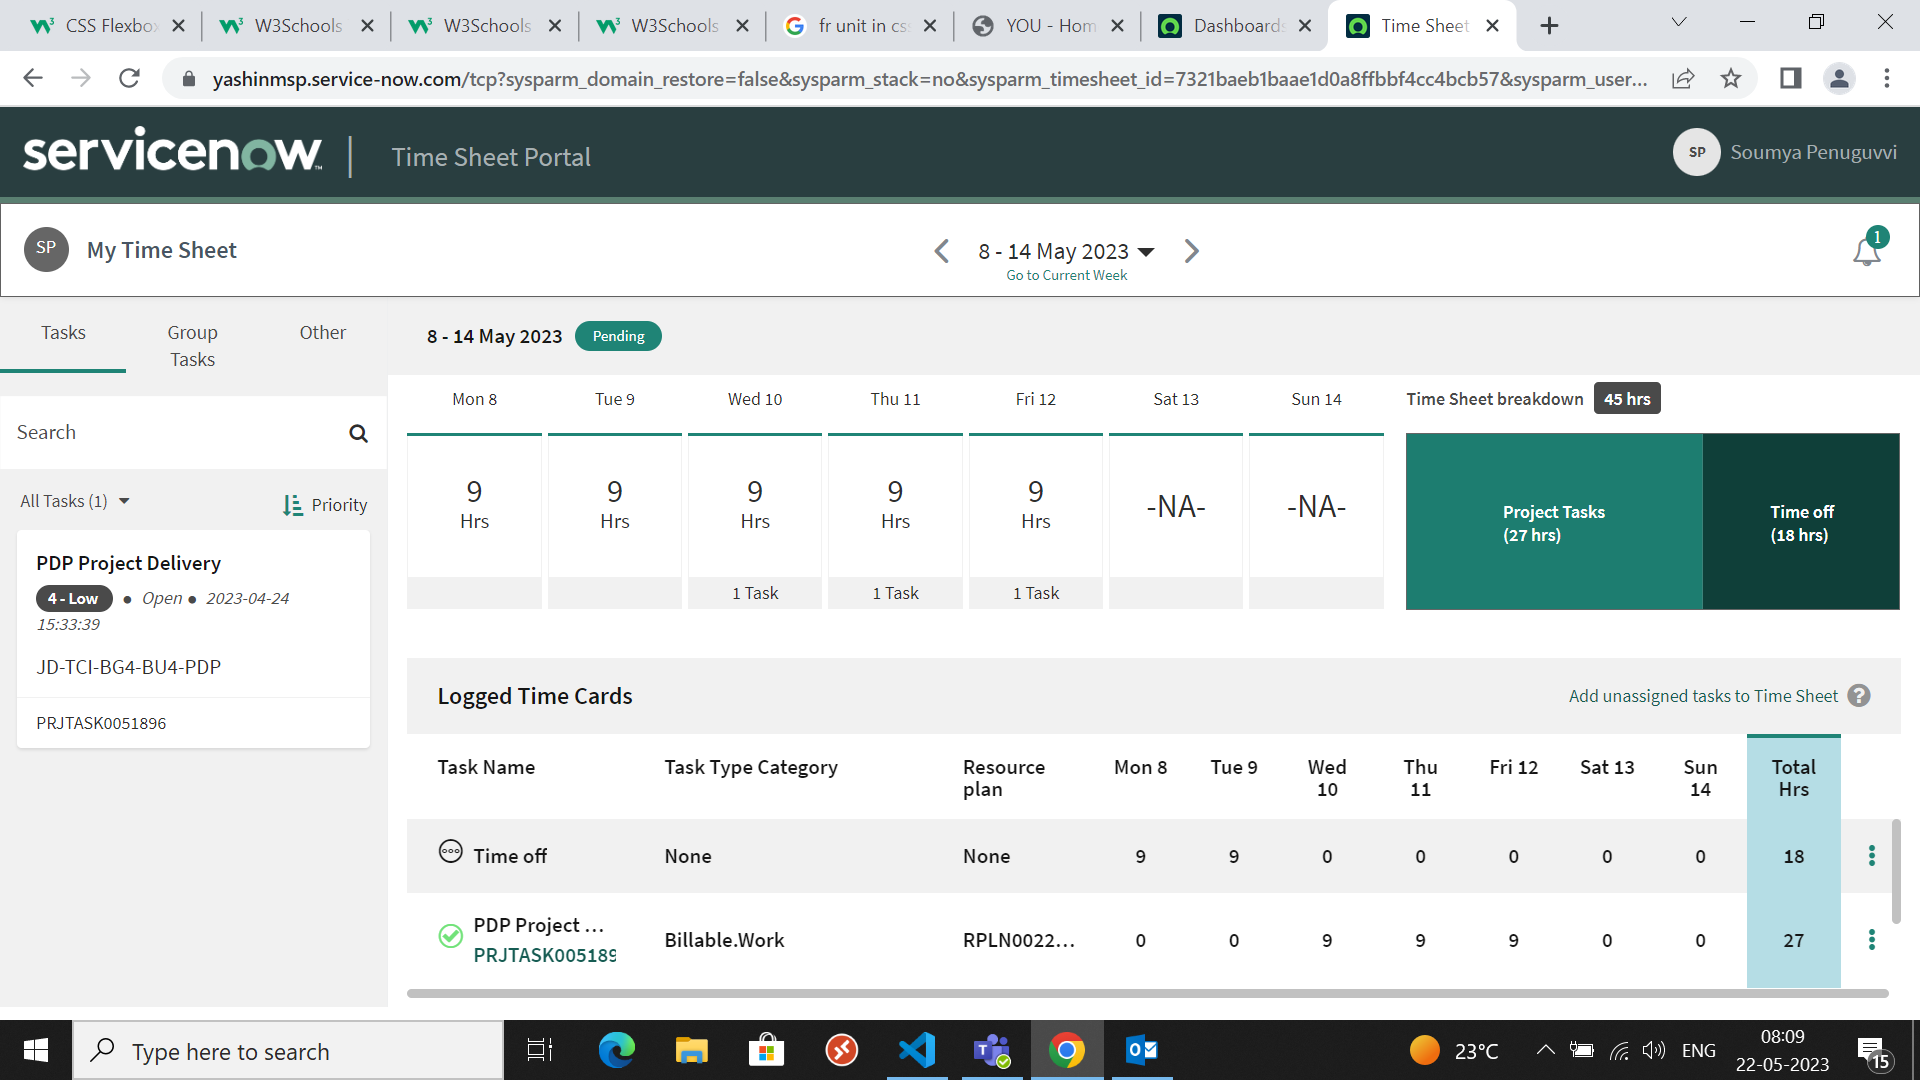 CSS Flexbo
W3Schools
W3Schools
W3Schools
fr unit in cs
YOU - Hom
Dashboards
Time Sheet
yashinmsp.service-now.com/tcp?sysparm_domain_restore=false&sysparm_stack=no&sysparm_timesheet_id=7321baeb1baae1d0a8ffbbf4cc4bcb57&sysparm_user...
servicenow
Time Sheet Portal
SP
Soumya Penuguvvi
SP
My Time Sheet
8 - 14 May 2023
Go to Current Week
1
Tasks
Group
Tasks
Other
8 - 14 May 2023
Pending
Search
All Tasks (1)
Priority
PDP Project Delivery
4 - Low ● Open ● 2023-04-24
15:33:39
JD-TCI-BG4-BU4-PDP
PRJTASK0051896
Mon 8
Tue 9
Wed 10
Thu 11
Fri 12
Sat 13
Sun 14
9
Hrs
9
Hrs
9
Hrs
9
Hrs
9
Hrs
-NA-
-NA-
1 Task
1 Task
1 Task
Time Sheet breakdown
45 hrs
Project Tasks
(27 hrs)
Time off
(18 hrs)
Logged Time Cards
Add unassigned tasks to Time Sheet ?
Task Name
Task Type Category
Resource
plan
Mon 8
Tue 9
Wed
10
Thu
11
Fri 12
Sat 13
Sun
14
Total
Hrs
Time off
None
None
9
9
0
0
0
0
0
18
PDP Project ...
PRJTASK005189
Billable.Work
RPLN0022...
0
0
9
9
9
0
0
27
Type here to search
23°C
ENG
08:09
22-05-2023
15